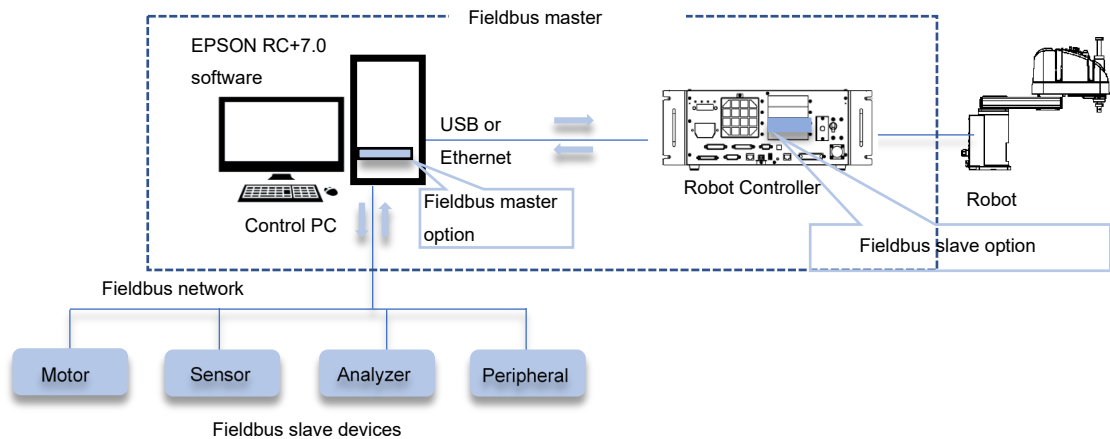 Fieldbus master
EPSON RC+7.0
software
USB or
Ethernet
Robot Controller
Robot
Fieldbus master
option
Control PC
Fieldbus slave option
Fieldbus network
Motor
Sensor
Analyzer
Peripheral
Fieldbus slave devices